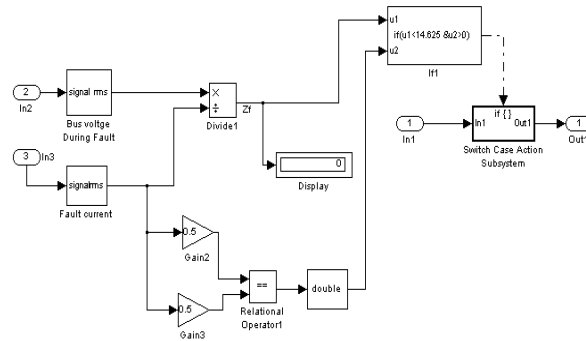 u1
if(u1<14.625 &u2>0)
u2
If1
2
In2
signal rms
Bus voltge
During Fault
×
÷
Divide1
Zf
if { }
In1
Out1
Switch Case Action
Subsystem
1
In1
1
Out1
3
In3
signalrms
Fault current
0
Display
0.5
Gain2
==
Relational
Operator1
double
0.5
Gain3